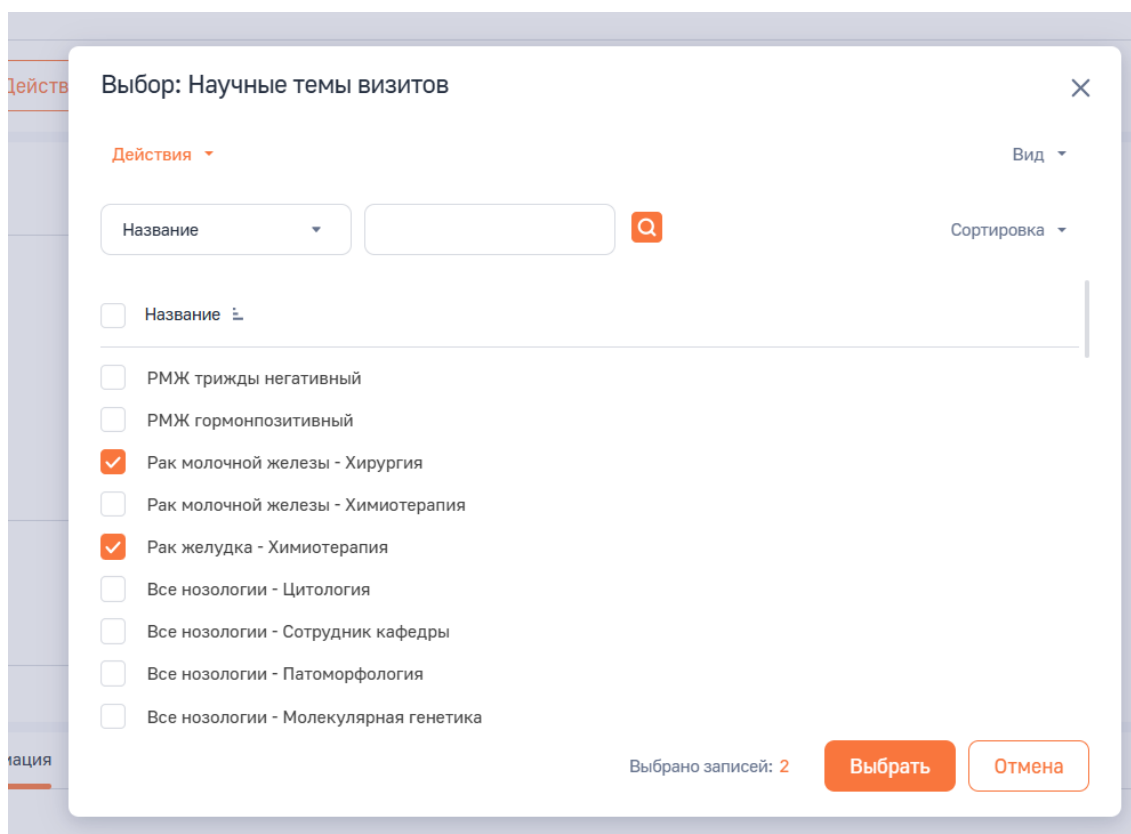 Выбор: Научные темы визитов
Действия
Вид
Название
Сортировка
Название
РМЖ трижды негативный
РМЖ гормонпозитивный
Рак молочной железы - Хирургия
Рак молочной железы - Химиотерапия
Рак желудка - Химиотерапия
Все нозологии - Цитология
Все нозологии - Сотрудник кафедры
Все нозологии - Патоморфология
Все нозологии - Молекулярная генетика
Выбрано записей: 2
Выбрать
Отмена